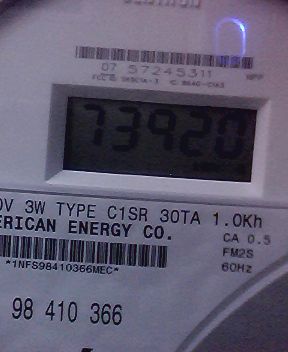 07 57245311
73920
0V 3W TYPE C1SR 30TA 1.0Kh
ERICAN ENERGY CO.
CA 0.5
FM2S
60Hz
*1NFS98410366MEC*
98 410 366